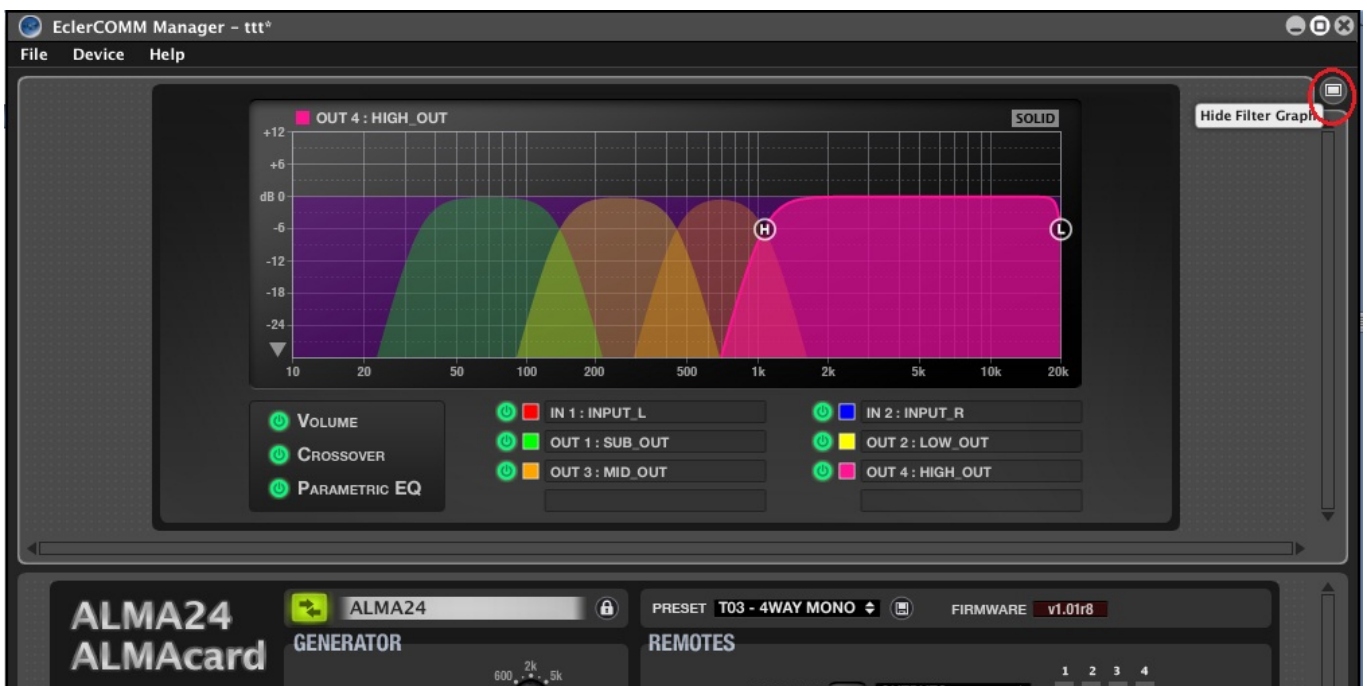 EclerCOMM Manager – ttt*
File Device Help
Hide Filter Graph
OUT 4 : HIGH_OUT SOLID
+12
+6
dB 0
-6
-12
-18
-24
H L
10 20 50 100 200 500 1k 2k 5k 10k 20k
VOLUME
CROSSOVER
PARAMETRIC EQ
IN 1 : INPUT_L IN 2 : INPUT_R
OUT 1 : SUB_OUT OUT 2 : LOW_OUT
OUT 3 : MID_OUT OUT 4 : HIGH_OUT
ALMA24
ALMAcard
ALMA24 PRESET T03 - 4WAY MONO FIRMWARE v1.01r8
GENERATOR REMOTES
600 2k 5k
1 2 3 4